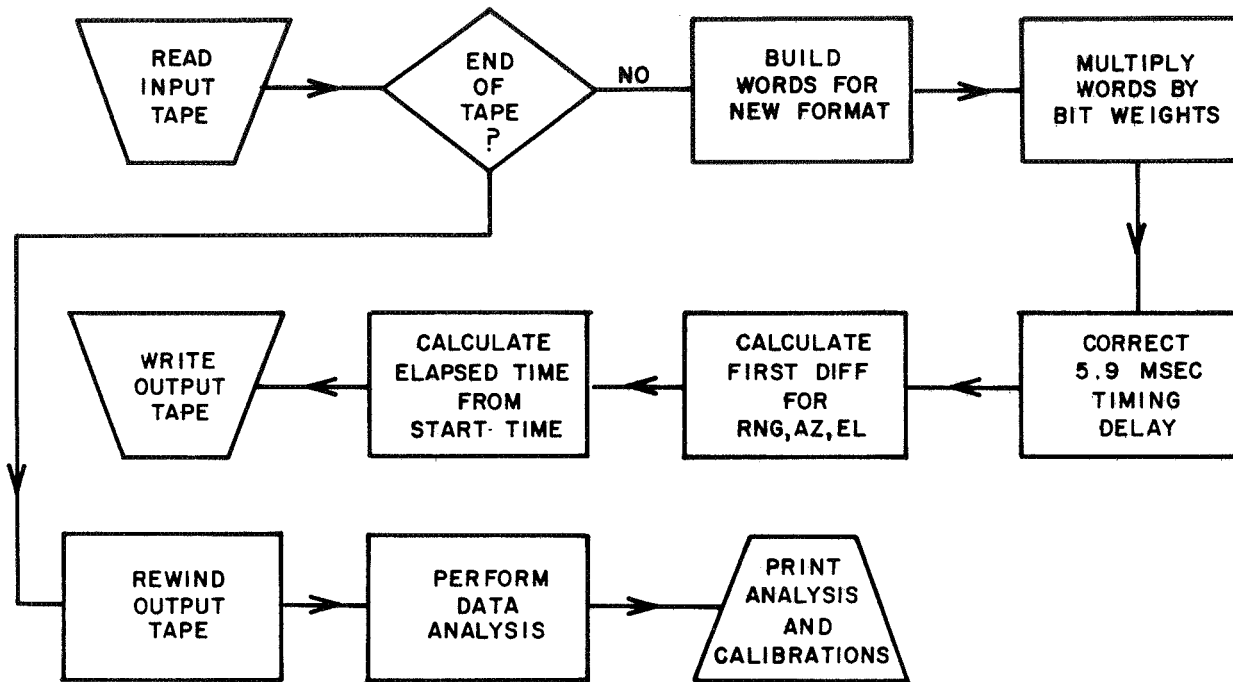 READ
INPUT
TAPE
END
OF
TAPE
?
NO
BUILD
WORDS FOR
NEW FORMAT
MULTIPLY
WORDS BY
BIT WEIGHTS
WRITE
OUTPUT
TAPE
CALCULATE
ELAPSED TIME
FROM
START- TIME
CALCULATE
FIRST DIFF
FOR
RNG,AZ,EL
CORRECT
5.9 MSEC
TIMING
DELAY
REWIND
OUTPUT
TAPE
PERFORM
DATA
ANALYSIS
PRINT
ANALYSIS
AND
CALIBRATIONS